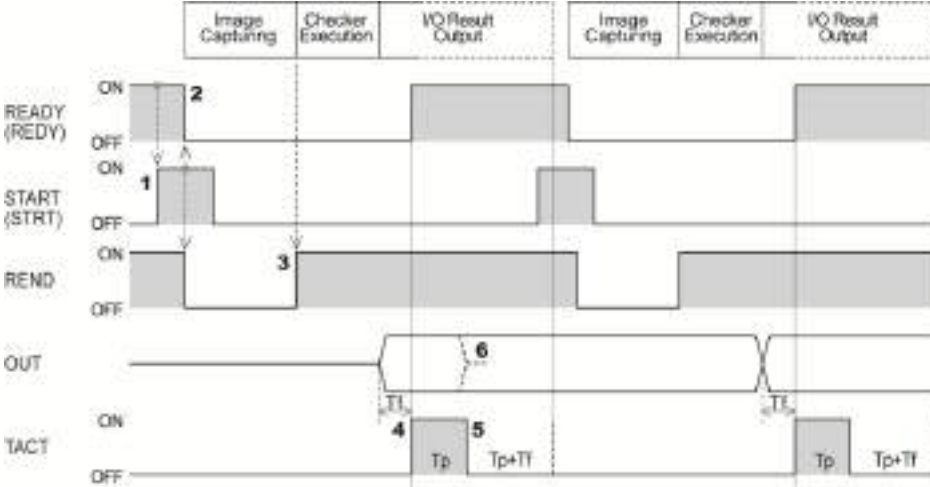 Image Capturing Checker Execution I/O Result Output Image Capturing Checker Execution I/O Result Output
READY (REDY) ON OFF 2
START (STRT) ON OFF 1
REND ON OFF 3
OUT 6
Tf Tf
TACT ON OFF 4 5
Tp Tp+Tf Tp Tp+Tf